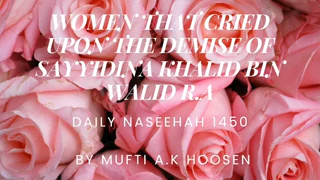 WOMEN THAT CRIED
UPON THE DEMISE OF
SAYYIDINA KHALID BIN
WALID R.A
DAILY NASEEHAH 1450
BY MUFTI A.K HOOSEN